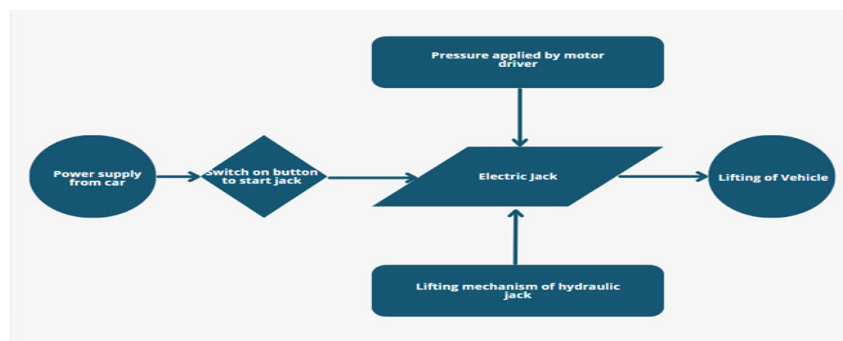 Pressure applied by motor
driver
Power supply
from car
Switch on button
to start jack
Electric Jack
Lifting of Vehicle
Lifting mechanism of hydraulic
jack